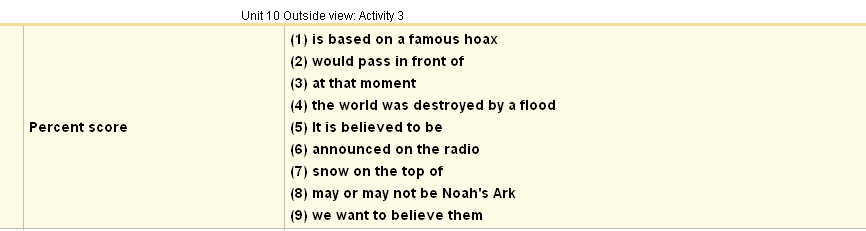 Unit 10 Outside view: Activity 3
Percent score
(1) is based on a famous hoax
(2) would pass in front of
(3) at that moment
(4) the world was destroyed by a flood
(5) It is believed to be
(6) announced on the radio
(7) snow on the top of
(8) may or may not be Noah's Ark
(9) we want to believe them